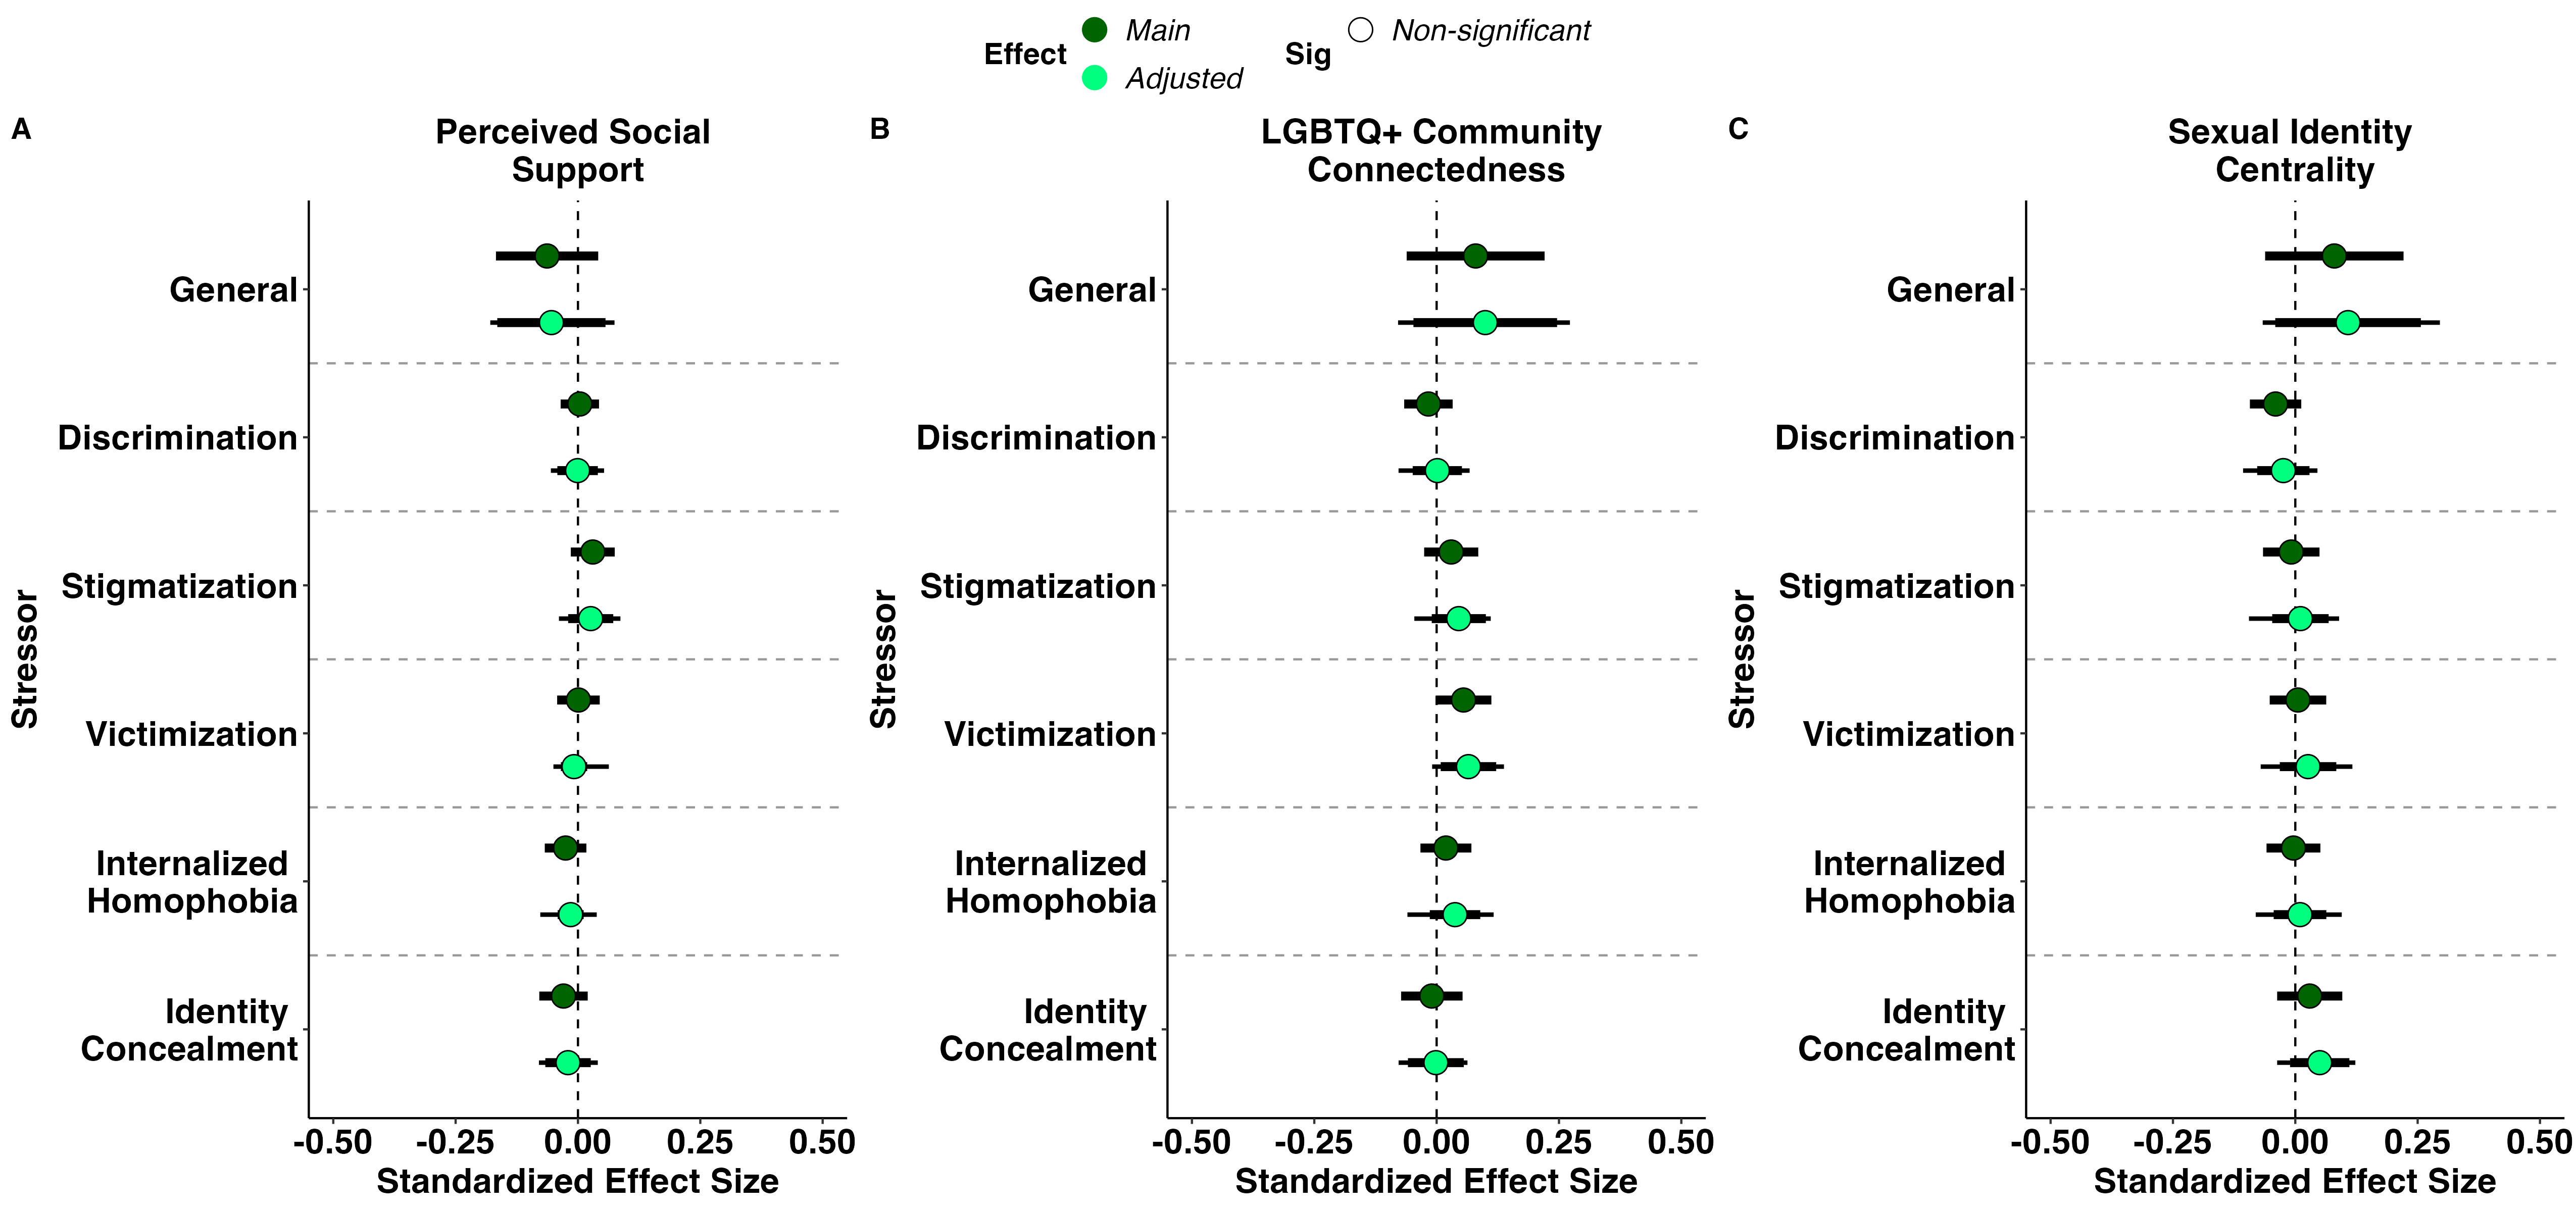 Effect
Main
Adjusted
Sig
Non-significant
A
Perceived Social
Support
Stressor
General
Discrimination
Stigmatization
Victimization
Internalized
Homophobia
Identity
Concealment
-0.50 -0.25 0.00 0.25 0.50
Standardized Effect Size
B
LGBTQ+ Community
Connectedness
Stressor
General
Discrimination
Stigmatization
Victimization
Internalized
Homophobia
Identity
Concealment
-0.50 -0.25 0.00 0.25 0.50
Standardized Effect Size
C
Sexual Identity
Centrality
Stressor
General
Discrimination
Stigmatization
Victimization
Internalized
Homophobia
Identity
Concealment
-0.50 -0.25 0.00 0.25 0.50
Standardized Effect Size